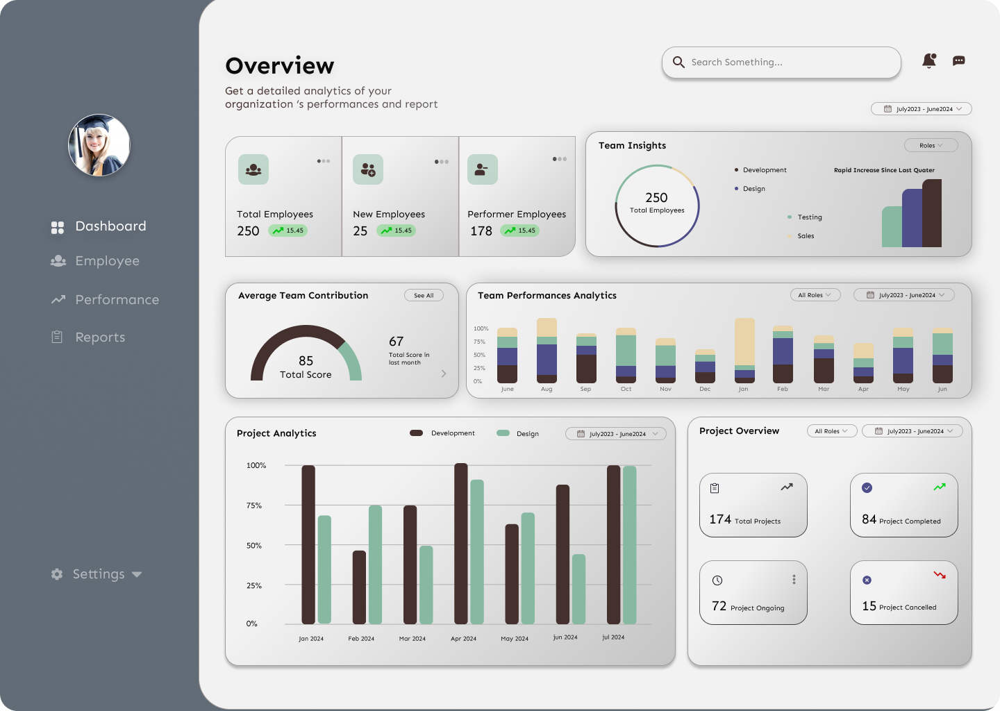 Dashboard
Employee
Performance
Reports
Settings
Overview
Get a detailed analytics of your
organization ‘s performances and report
Search Something...
July2023 - June2024
Total Employees
250
15.45
New Employees
25
15.45
Performer Employees
178
15.45
Team Insights
Roles
250
Total Employees
Development
Design
Testing
Sales
Rapid Increase Since Last Quater
Average Team Contribution
See All
85
Total Score
67
Total Score in
last month
Team Performances Analytics
All Roles
July2023 - June2024
100%
75%
50%
25%
0%
June Aug Sep Oct Nov Dec Jan Feb Mar Apr May Jun
Project Analytics
Development
Design
July2023 - June2024
100%
75%
50%
25%
0%
Jan 2024 Feb 2024 Mar 2024 Apr 2024 May 2024 jun 2024 jul 2024
Project Overview
All Roles
July2023 - June2024
174 Total Projects
84 Project Completed
72 Project Ongoing
15 Project Cancelled